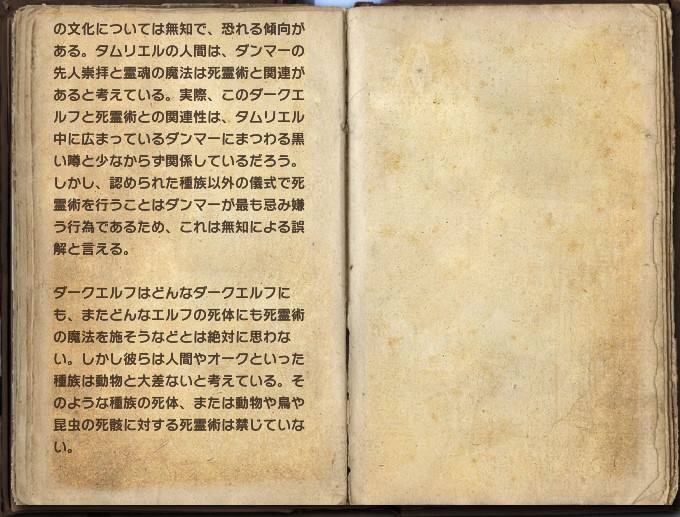 の文化については無知で、恐れる傾向が
ある。タムリエルの人間は、ダンマーの
先人崇拝と霊魂の魔法は死霊術と関連が
あると考えている。実際、このダークエ
ルフと死霊術との関連性は、タムリエル
中に広まっているダンマーにまつわる黒
い噂と少なからず関係しているだろう。
しかし、認められた種族以外の儀式で死
霊術を行うことはダンマーが最も忌み嫌
う行為であるため、これは無知による誤
解と言える。
ダークエルフはどんなダークエルフに
も、またどんなエルフの死体にも死霊術
の魔法を施そうなどとは絶対に思わな
い。しかし彼らは人間やオークといった
種族は動物と大差ないと考えている。そ
のような種族の死体、または動物や鳥や
昆虫の死骸に対する死霊術は禁じていな
い。